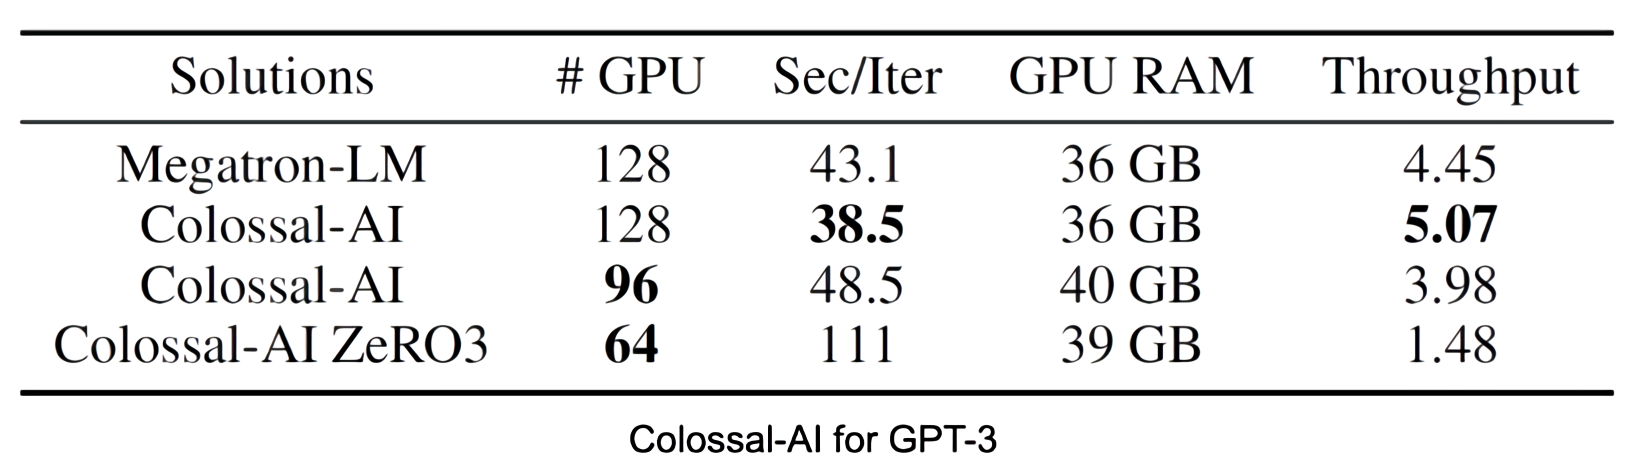 Solutions # GPU Sec/Iter GPU RAM Throughput
Megatron-LM 128 43.1 36 GB 4.45
Colossal-AI 128 38.5 36 GB 5.07
Colossal-AI 96 48.5 40 GB 3.98
Colossal-AI ZeRO3 64 111 39 GB 1.48
Colossal-AI for GPT-3